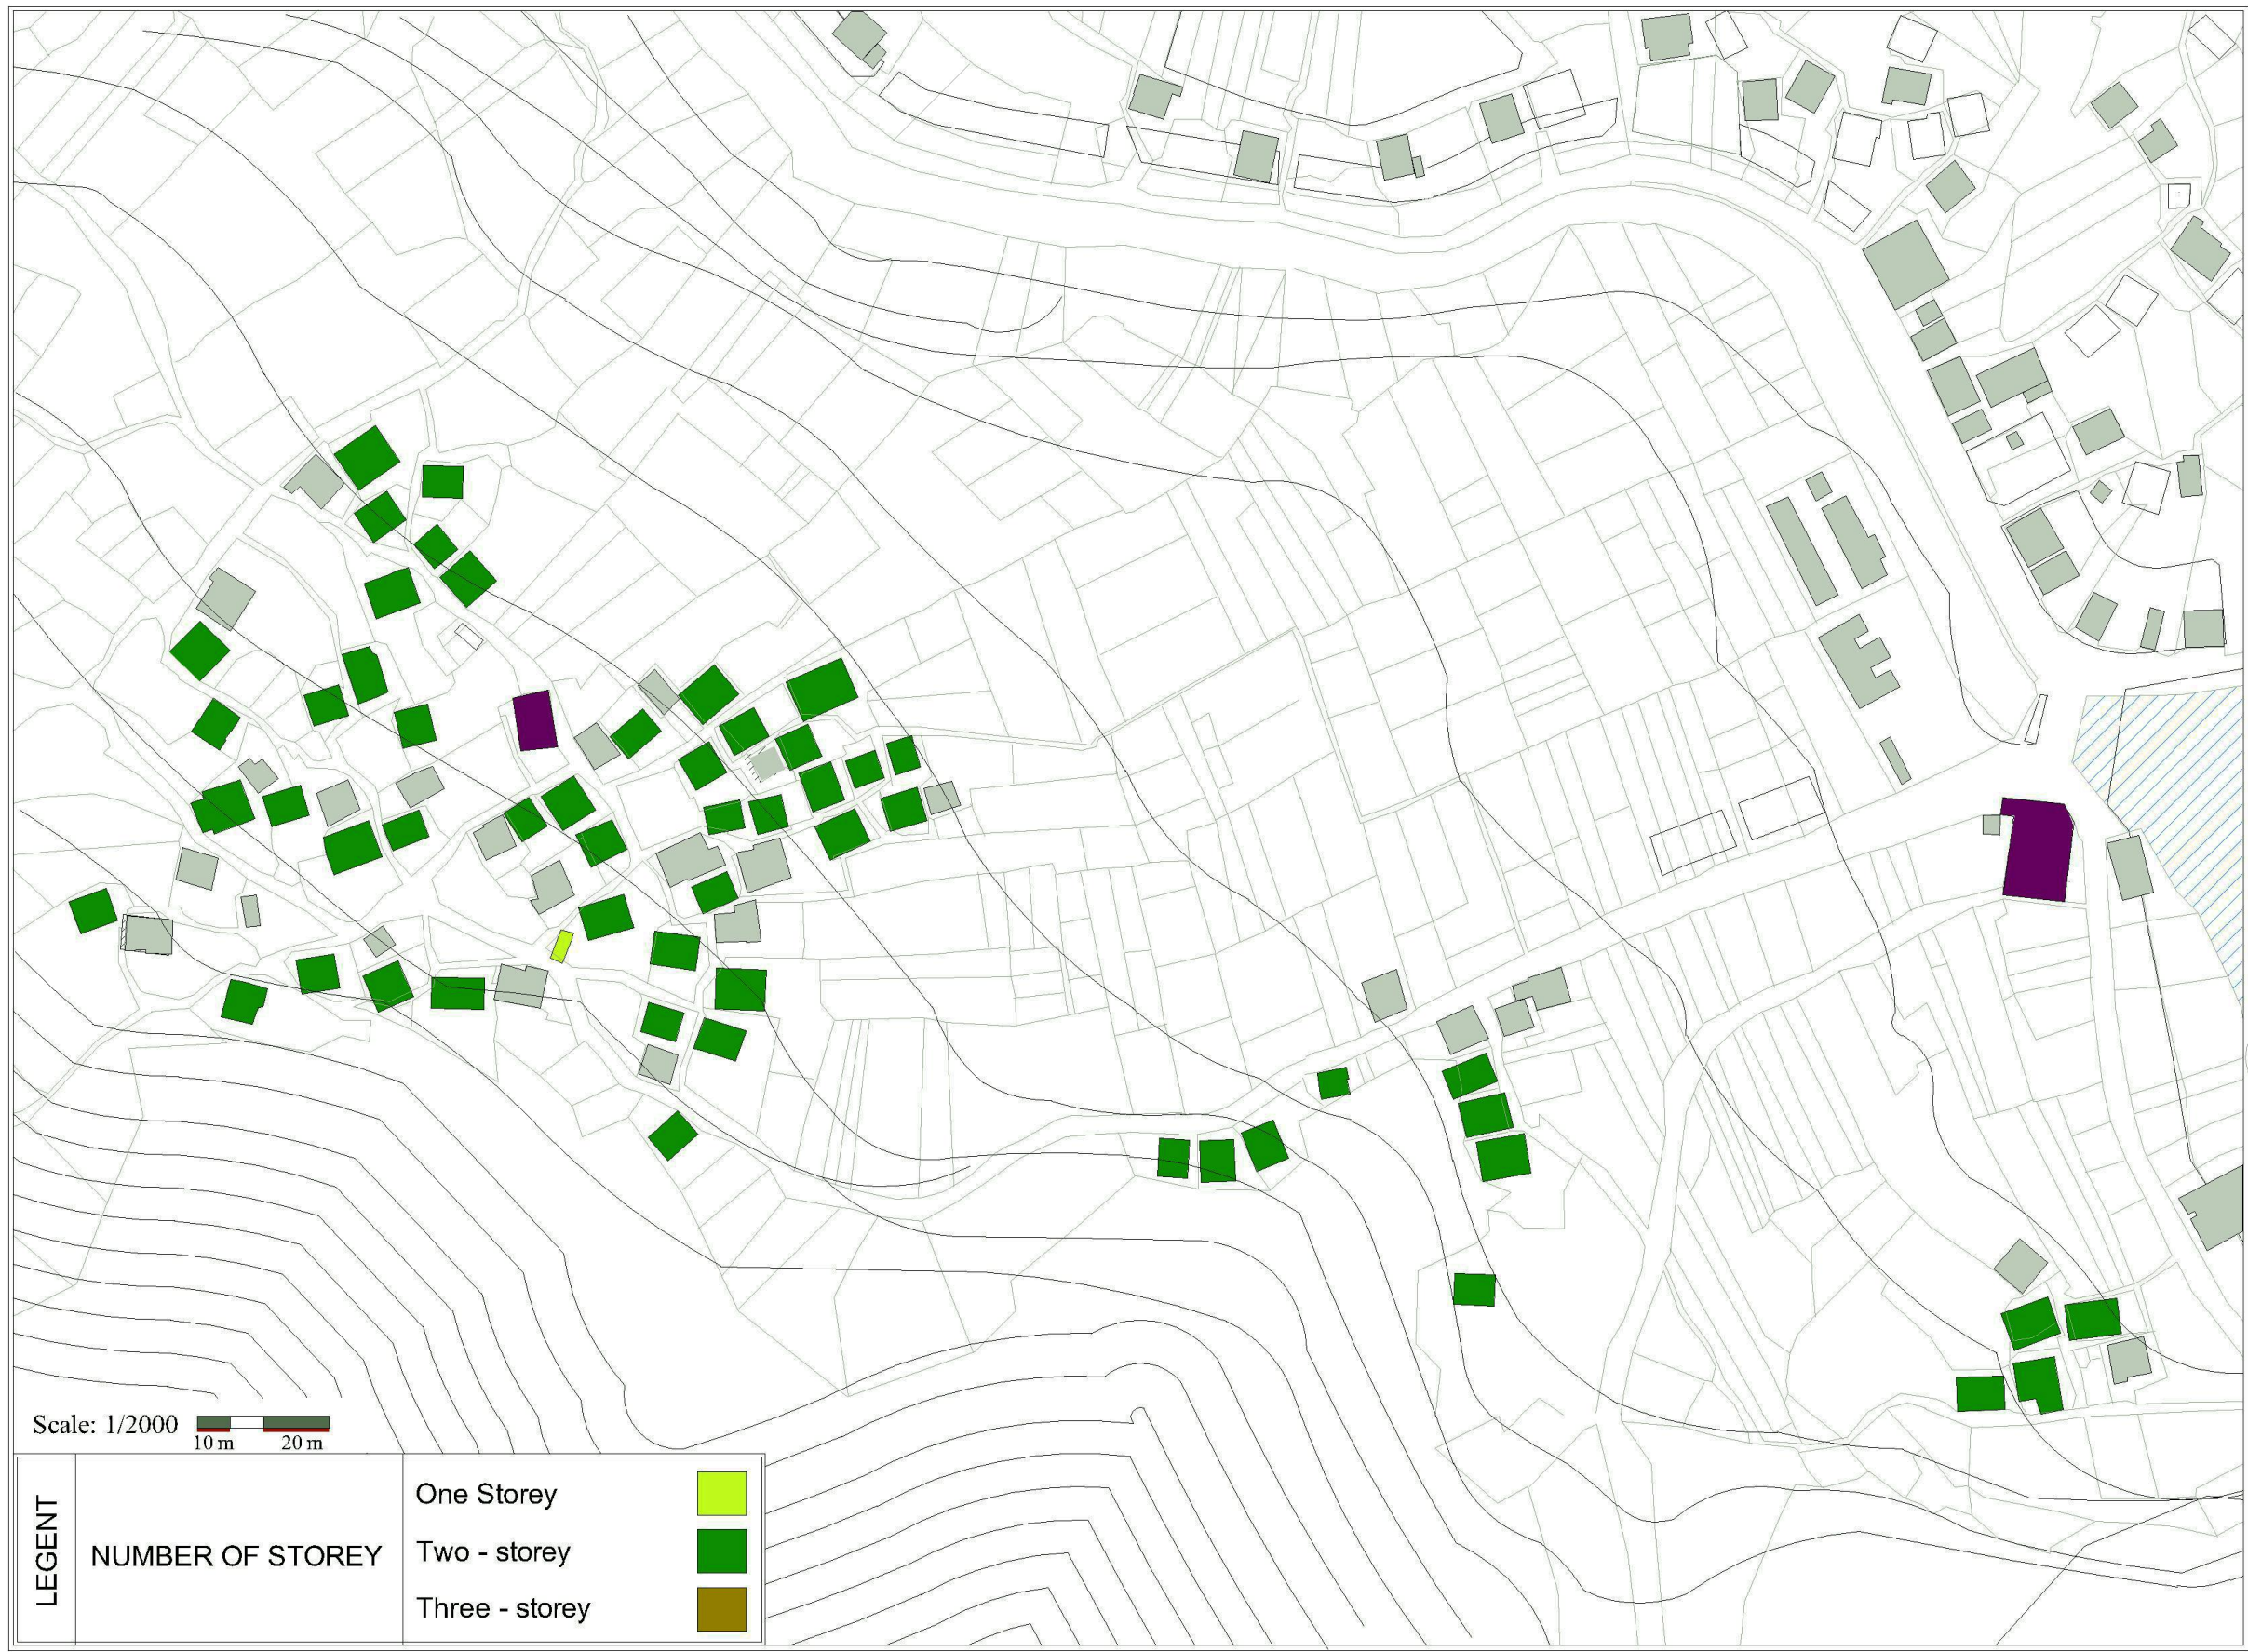 Scale: 1/2000
10 m 20 m
LEGENT
NUMBER OF STOREY
One Storey
Two - storey
Three - storey